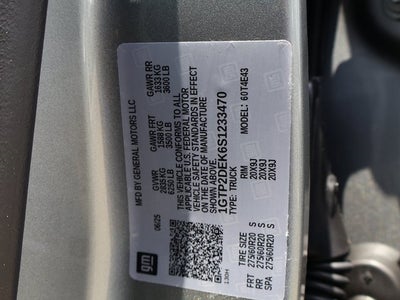 gm
MFD BY GENERAL MOTORS LLC
06/25
GVWR
2835 KG
6250 LB
GAWR FRT
1588 KG
3500 LB
GAWR RR
1633 KG
3600 LB
THIS VEHICLE CONFORMS TO ALL
APPLICABLE U.S. FEDERAL MOTOR
VEHICLE SAFETY STANDARDS IN EFFECT
ON THE DATE OF MANUFACTURE
SHOWN ABOVE.
1GTP2DEK6S1233470
TYPE: TRUCK
MODEL: 60T4E43
TIRE SIZE
RIM
FRT 275/60R20 S 20X9J
RR 275/60R20 S 20X9J
SPA 275/60R20 S 20X9J